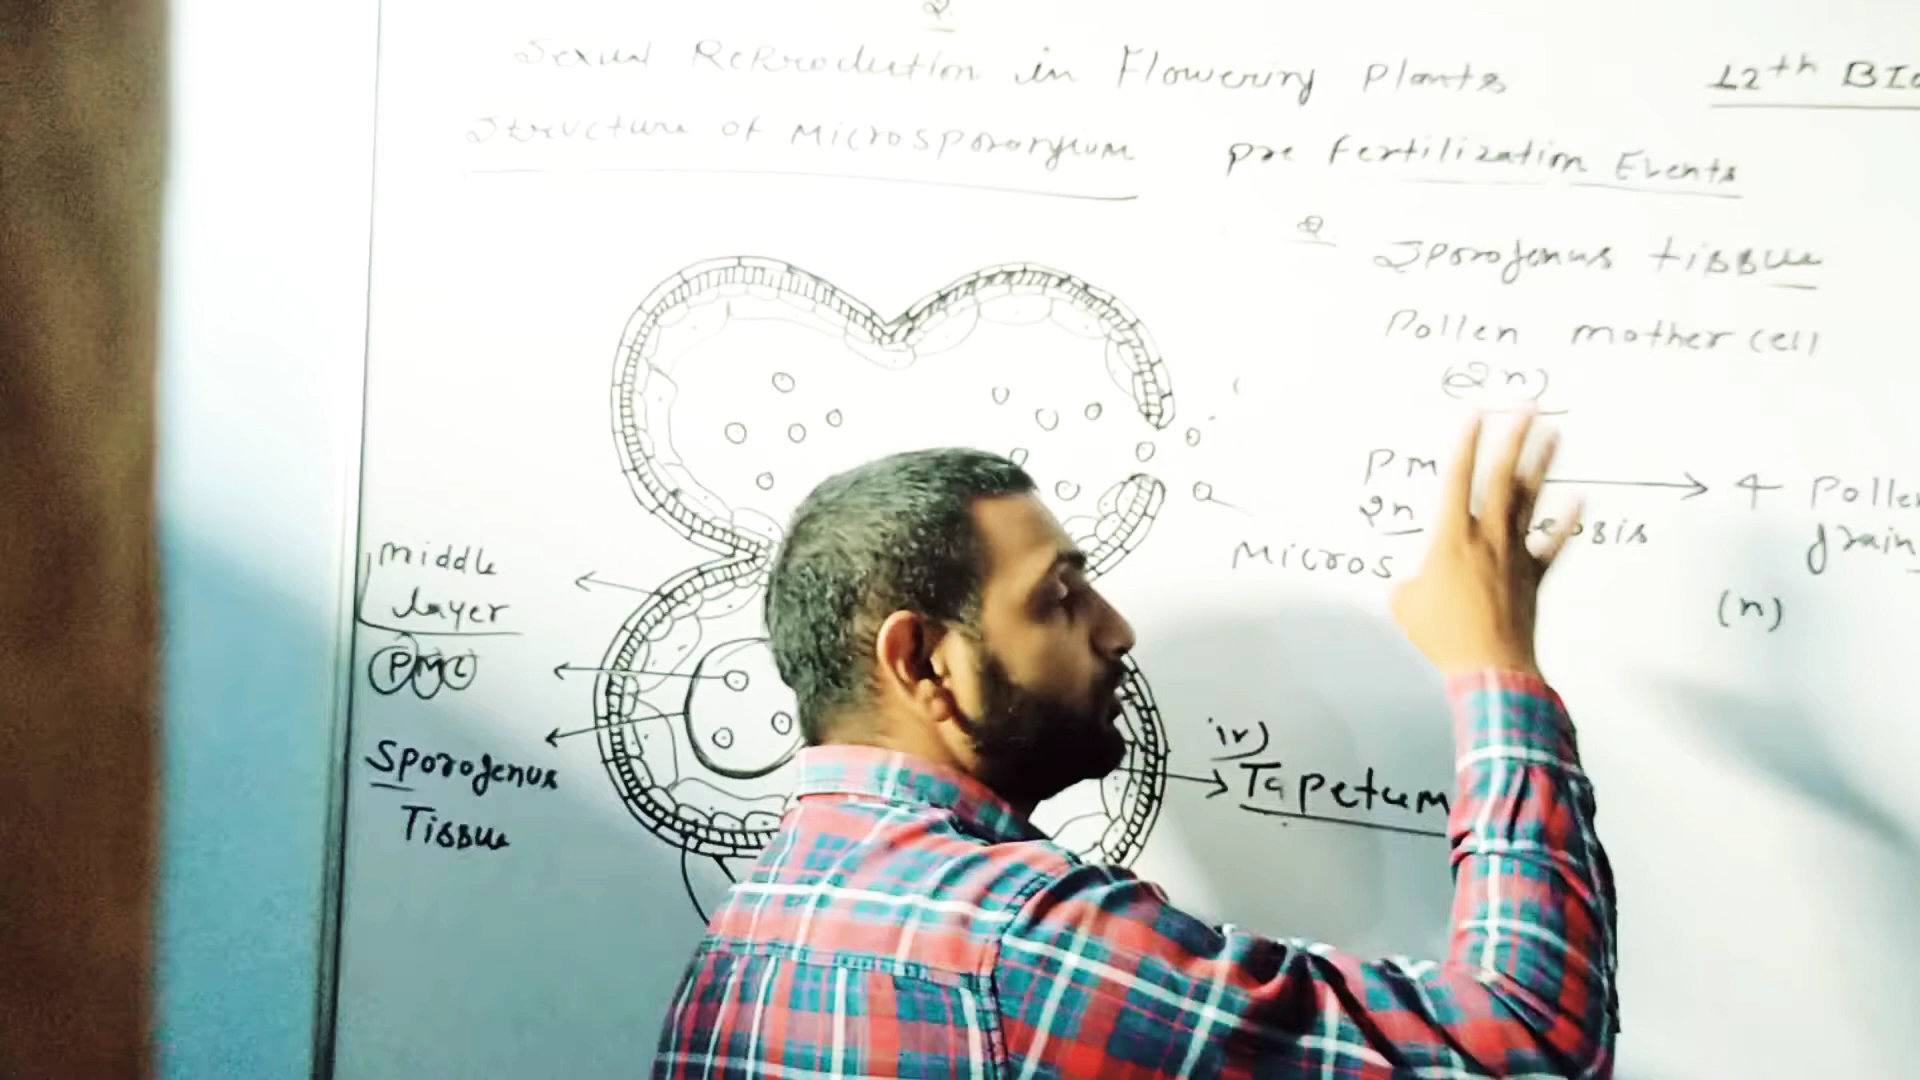 2.
Sexual Reproduction in Flowering Plants
12th BIO
Structure of Microsporangium
pre Fertilization Events
Q.
Sporogenus tissue
Pollen mother cell
(2n)
PM
4 Pollen
2n
grain
(n)
Micros
middle
layer
PMC
Sporogenus
Tissue
iv)
Tapetum